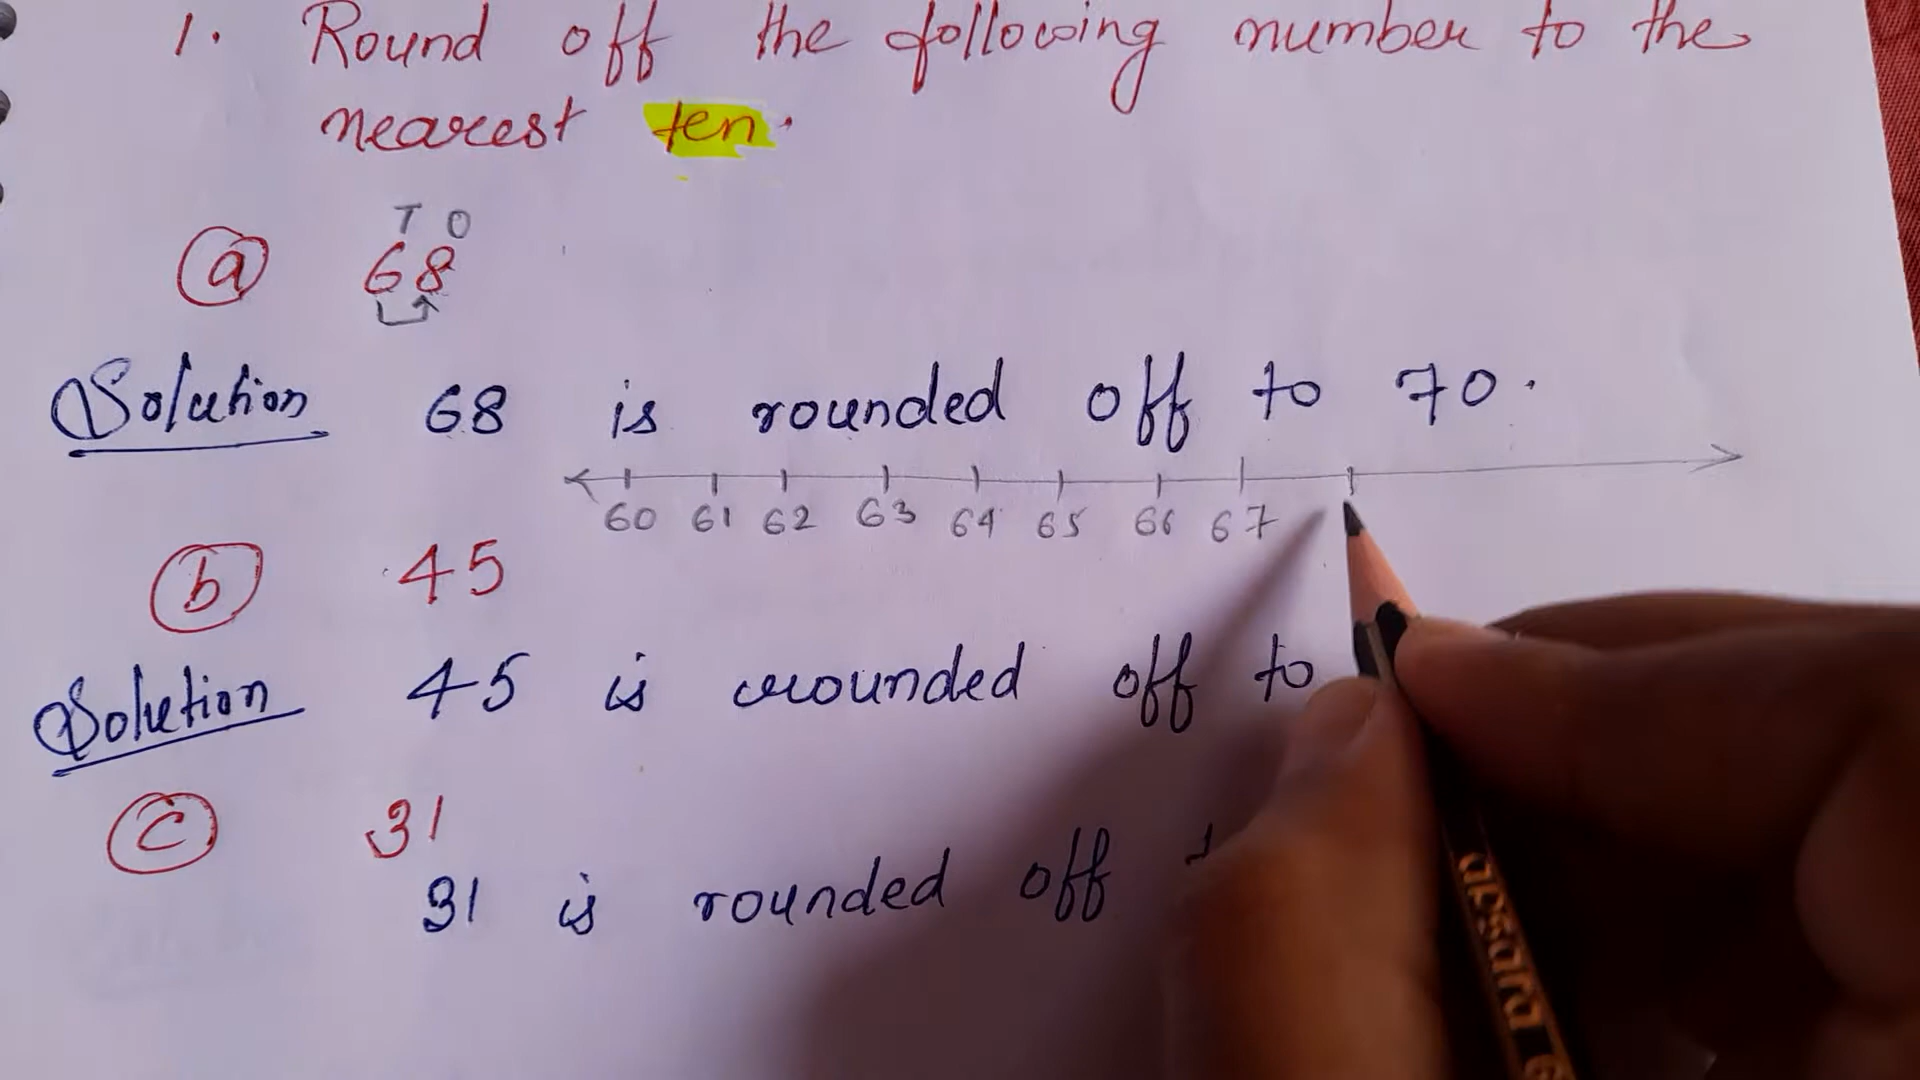 1. Round off the following number to the
nearest ten.
T O
(a) 68
Solution 68 is rounded off to 70.
60 61 62 63 64 65 66 67
(b) 45
Solution 45 is rounded off to
(c) 31
31 is rounded off
apsara